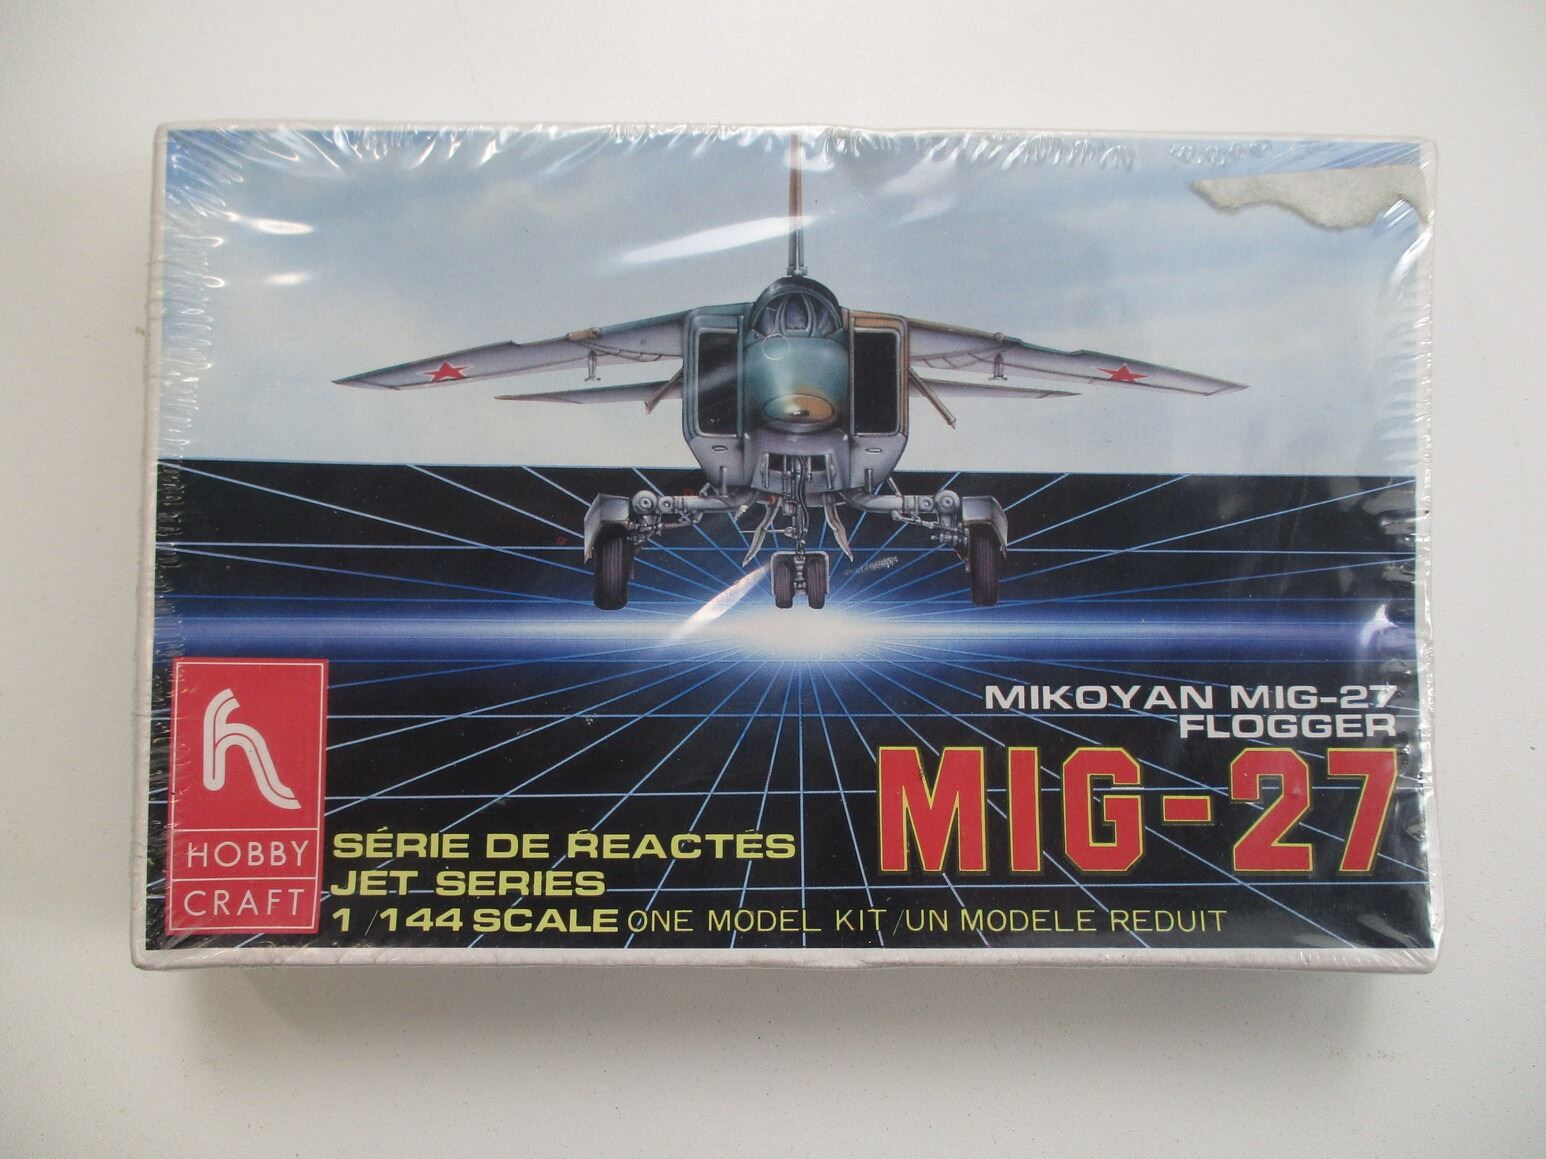 MIKOYAN MIG-27
FLOGGER
MIG-27
HOBBY
CRAFT
SÉRIE DE REACTÉS
JET SERIES
1/144 SCALE ONE MODEL KIT/UN MODELE REDUIT